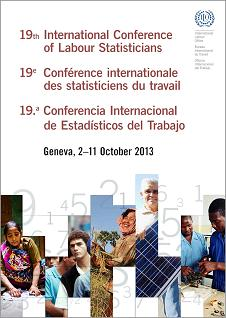 19th International Conference
of Labour Statisticians
International
Labour
Office
Bureau
international
du Travail
Oficina
Internacional
del Trabajo
19e Conférence internationale
des statisticiens du travail
19.a Conferencia Internacional
de Estadísticos del Trabajo
Geneva, 2–11 October 2013